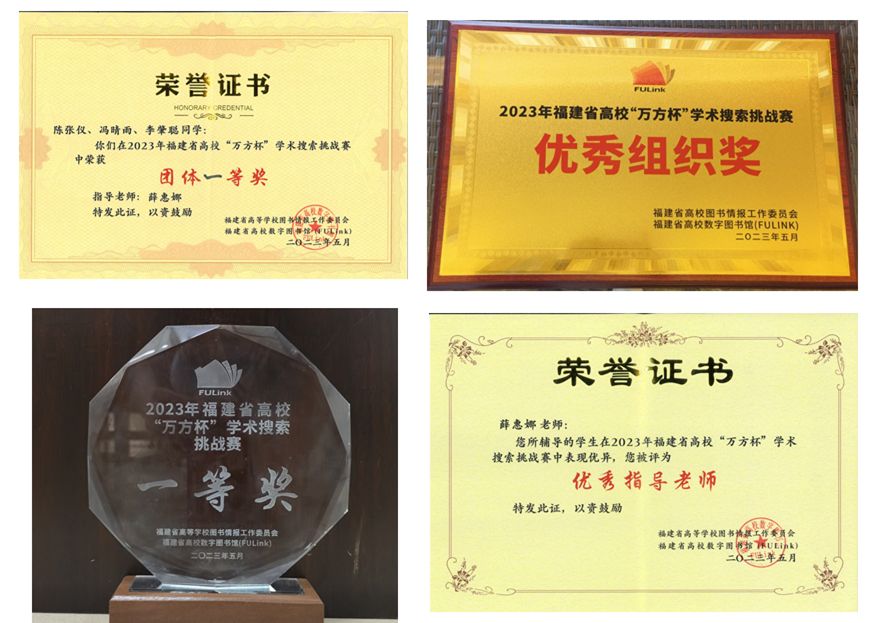 荣誉证书
HONORARY CREDENTIAL
陈张仪、冯晴雨、李肇聪同学:
你们在2023年福建省高校“万方杯”学术搜索挑战赛
中荣获
团体一等奖
指导老师:薛惠娜
特发此证,以资鼓励
福建省高等学校图书情报工作委员会
福建省高校数字图书馆(FULink)
二〇二三年五月
FULink
2023年福建省高校“万方杯”学术搜索挑战赛
优秀组织奖
福建省高校图书情报工作委员会
福建省高校数字图书馆(FULINK)
二〇二三年五月
FULink
2023年福建省高校
“万方杯”学术搜索
挑战赛
一等奖
福建省高等学校图书情报工作委员会
福建省高校数字图书馆(FULink)
二〇二三年五月
荣誉证书
薛惠娜老师:
您所辅导的学生在2023年福建省高校“万方杯”学术
搜索挑战赛中表现优异,您被评为
优秀指导老师
特发此证,以资鼓励
福建省高等学校图书情报工作委员会
福建省高校数字图书馆(FULink)
二〇二三年五月